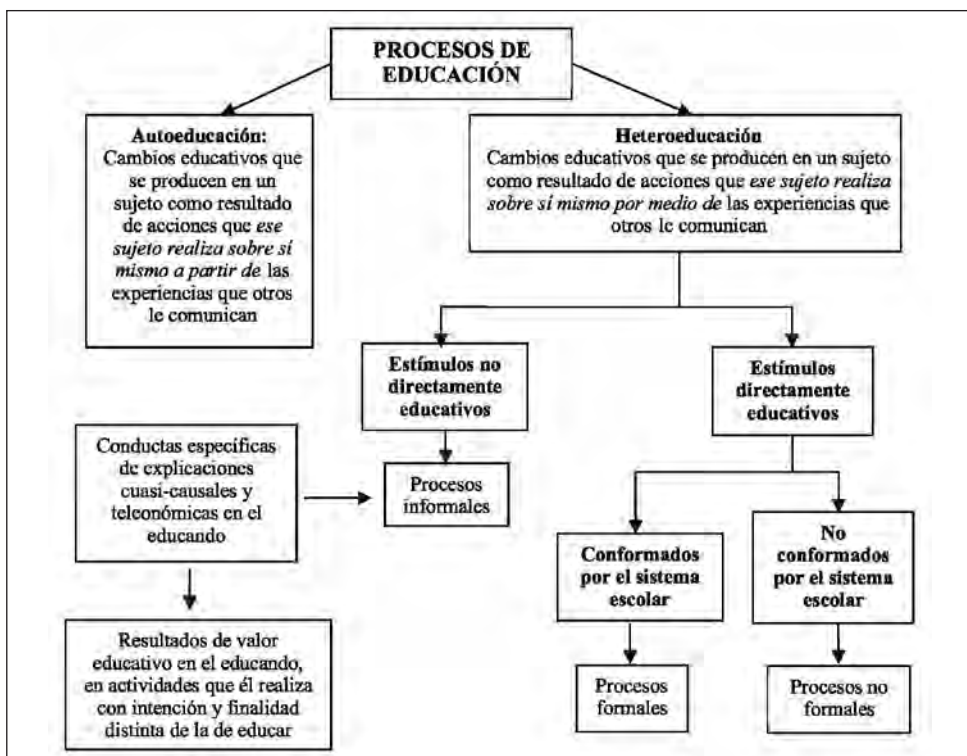 PROCESOS DE
EDUCACIÓN
Autoeducación:
Cambios educativos que
se producen en un
sujeto como resultado
de acciones que ese
sujeto realiza sobre sí
mismo a partir de las
experiencias que otros
le comunican
Heteroeducación
Cambios educativos que se producen en un sujeto
como resultado de acciones que ese sujeto realiza
sobre sí mismo por medio de las experiencias que
otros le comunican
Estímulos no
directamente
educativos
Estímulos
directamente
educativos
Conductas específicas
de explicaciones
cuasi-causales y
teleonómicas en el
educando
Procesos
informales
Conformados
por el sistema
escolar
No
conformados
por el sistema
escolar
Resultados de valor
educativo en el educando,
en actividades que él realiza
con intención y finalidad
distinta de la de educar
Procesos
formales
Procesos no
formales